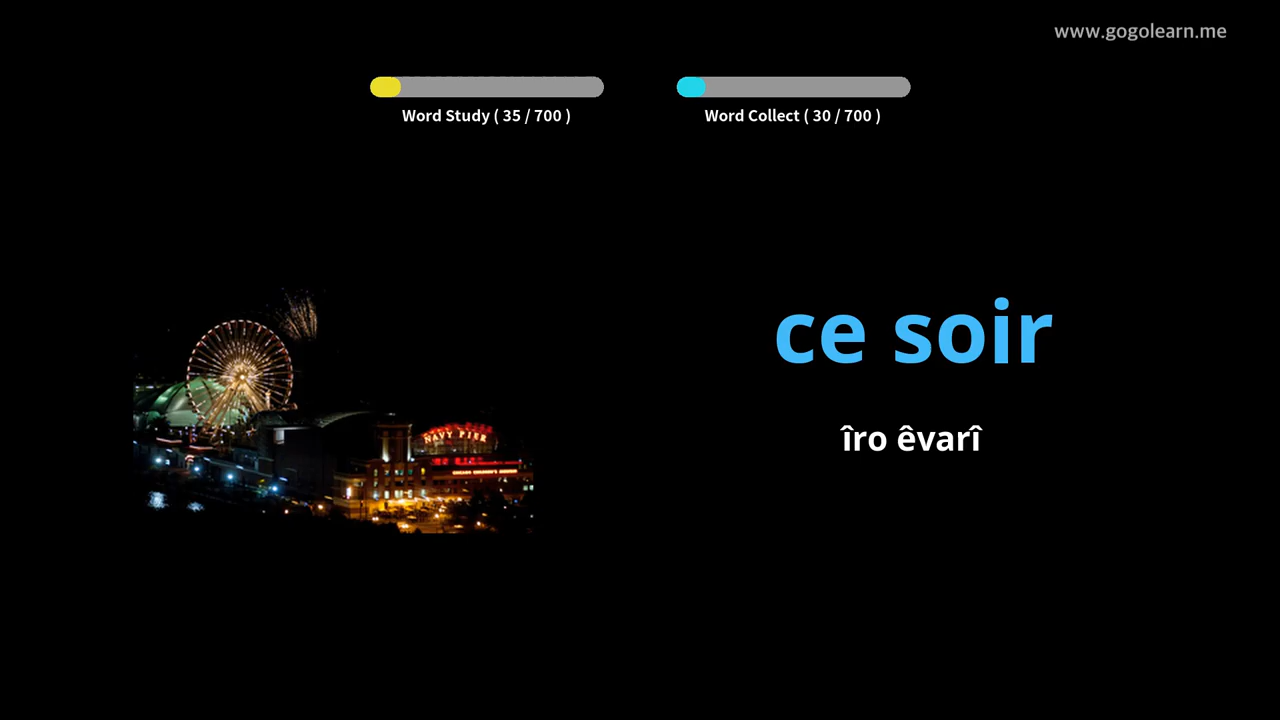 www.gogolearn.me
Word Study ( 35 / 700 )
Word Collect ( 30 / 700 )
ce soir
îro êvarî
NAVY PIER